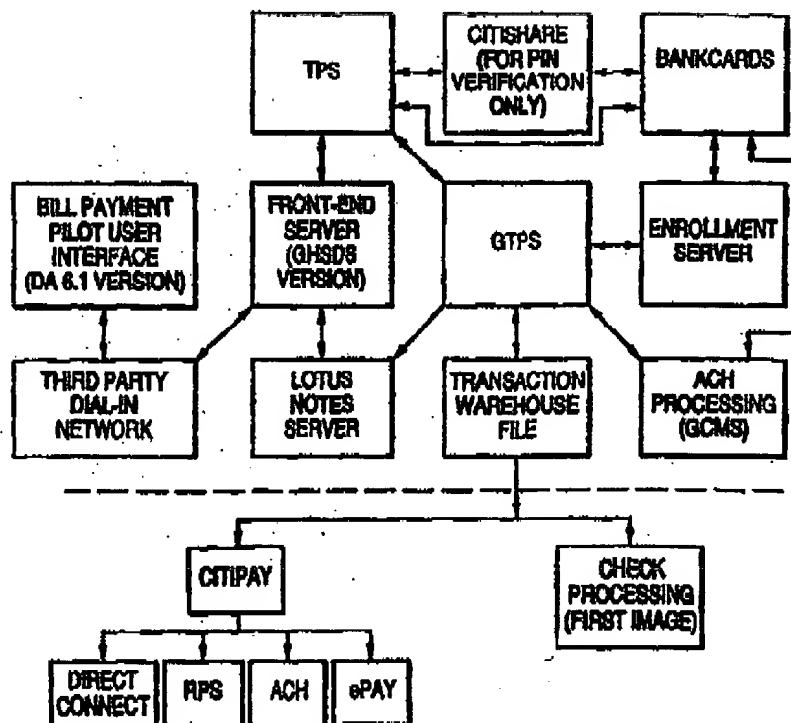 TPS
CITISHARE
(FOR PIN
VERIFICATION
ONLY)
BANKCARDS
BILL PAYMENT
PILOT USER
INTERFACE
(DA 6.1 VERSION)
FRONT-END
SERVER
(GHSDS
VERSION)
GTPS
ENROLLMENT
SERVER
THIRD PARTY
DIAL-IN
NETWORK
LOTUS
NOTES
SERVER
TRANSACTION
WAREHOUSE
FILE
ACH
PROCESSING
(GCMS)
CITIPAY
CHECK
PROCESSING
(FIRST IMAGE)
DIRECT
CONNECT
RPS
ACH
ePAY